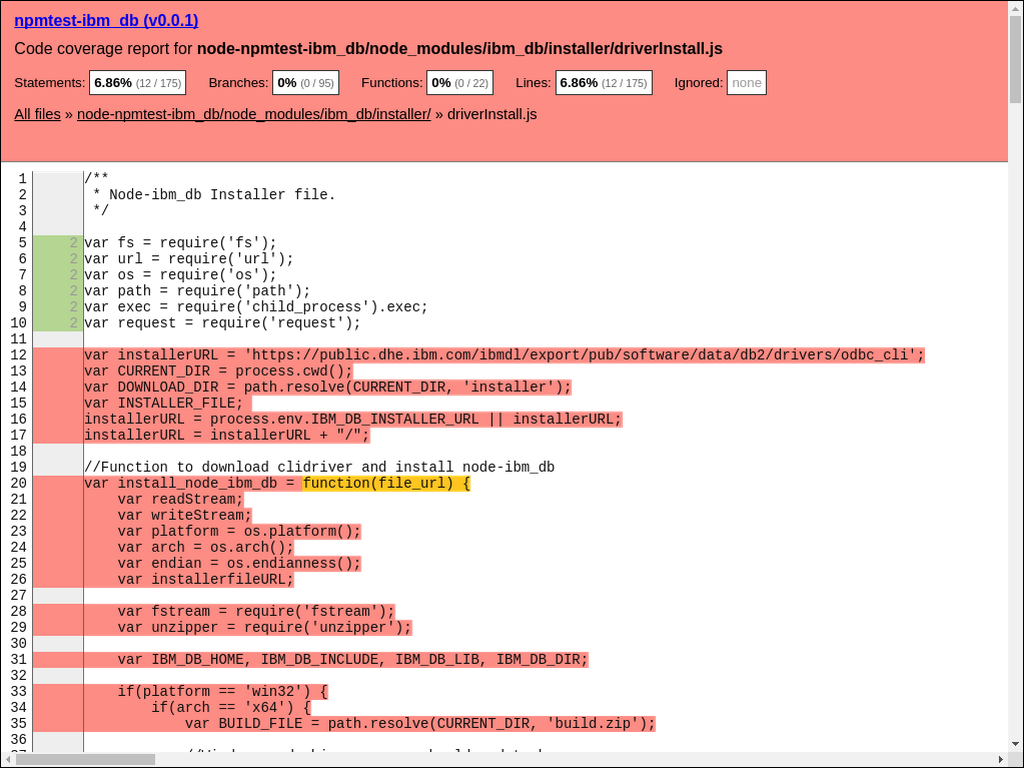 npmtest-ibm_db (v0.0.1)
Code coverage report for node-npmtest-ibm_db/node_modules/ibm_db/installer/driverInstall.js
Statements: 6.86% (12 / 175) Branches: 0% (0 / 95) Functions: 0% (0 / 22) Lines: 6.86% (12 / 175) Ignored: none
All files » node-npmtest-ibm_db/node_modules/ibm_db/installer/ » driverInstall.js
1 /**
2  * Node-ibm_db Installer file.
3  */
4
5 2 var fs = require('fs');
6 2 var url = require('url');
7 2 var os = require('os');
8 2 var path = require('path');
9 2 var exec = require('child_process').exec;
10 2 var request = require('request');
11
12 var installerURL = 'https://public.dhe.ibm.com/ibmdl/export/pub/software/data/db2/drivers/odbc_cli';
13 var CURRENT_DIR = process.cwd();
14 var DOWNLOAD_DIR = path.resolve(CURRENT_DIR, 'installer');
15 var INSTALLER_FILE;
16 installerURL = process.env.IBM_DB_INSTALLER_URL || installerURL;
17 installerURL = installerURL + "/";
18
19 //Function to download clidriver and install node-ibm_db
20 var install_node_ibm_db = function(file_url) {
21     var readStream;
22     var writeStream;
23     var platform = os.platform();
24     var arch = os.arch();
25     var endian = os.endianness();
26     var installerfileURL;
27
28     var fstream = require('fstream');
29     var unzipper = require('unzipper');
30
31     var IBM_DB_HOME, IBM_DB_INCLUDE, IBM_DB_LIB, IBM_DB_DIR;
32
33     if(platform == 'win32') {
34         if(arch == 'x64') {
35             var BUILD_FILE = path.resolve(CURRENT_DIR, 'build.zip');
36